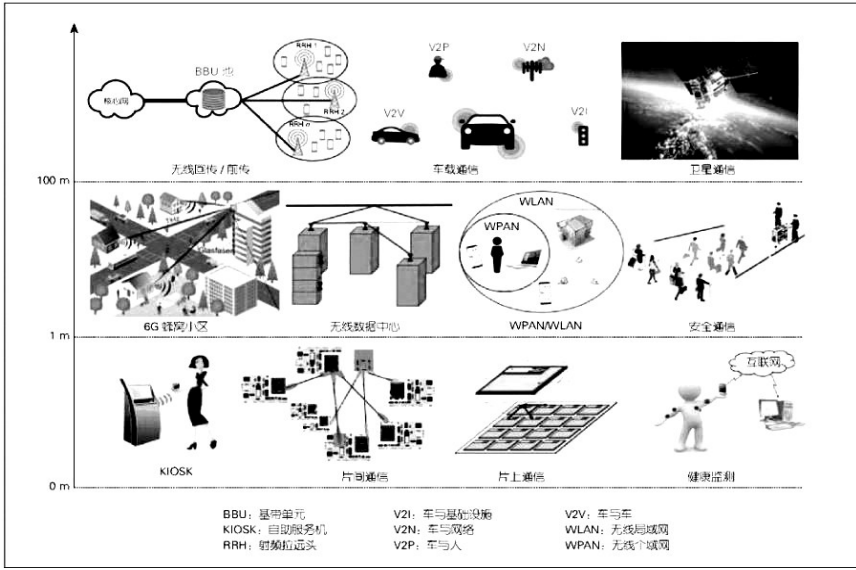 RRH 1
V2P
V2N
BBU 池
核心网
RRH 2
V2V
V2I
RRH n
无线回传 / 前传
车载通信
卫星通信
100 m
WLAN
WPAN
6G 蜂窝小区
无线数据中心
WPAN/WLAN
安全通信
1 m
互联网
KIOSK
片间通信
片上通信
健康监测
0 m
BBU：基带单元
V2I：车与基础设施
V2V：车与车
KIOSK：自助服务机
V2N：车与网络
WLAN：无线局域网
RRH：射频拉远头
V2P：车与人
WPAN：无线个域网